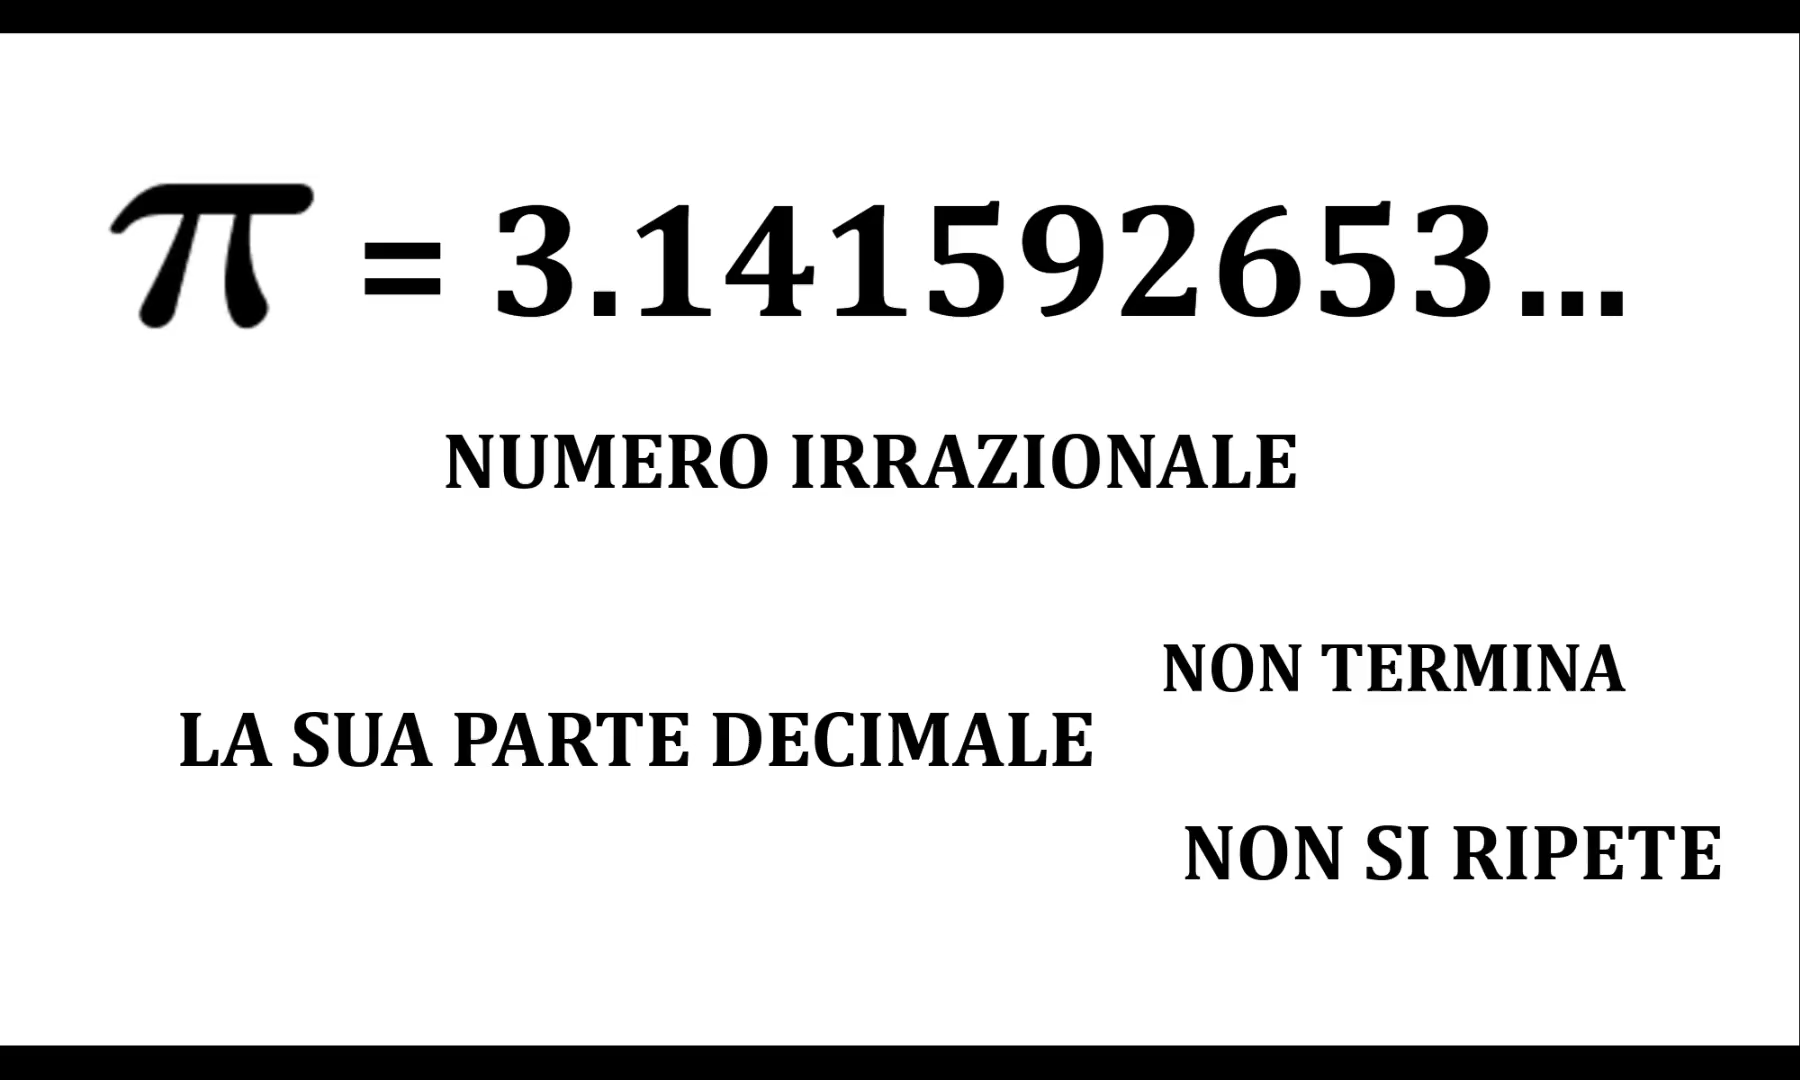 π = 3.141592653...
NUMERO IRRAZIONALE
NON TERMINA
LA SUA PARTE DECIMALE
NON SI RIPETE